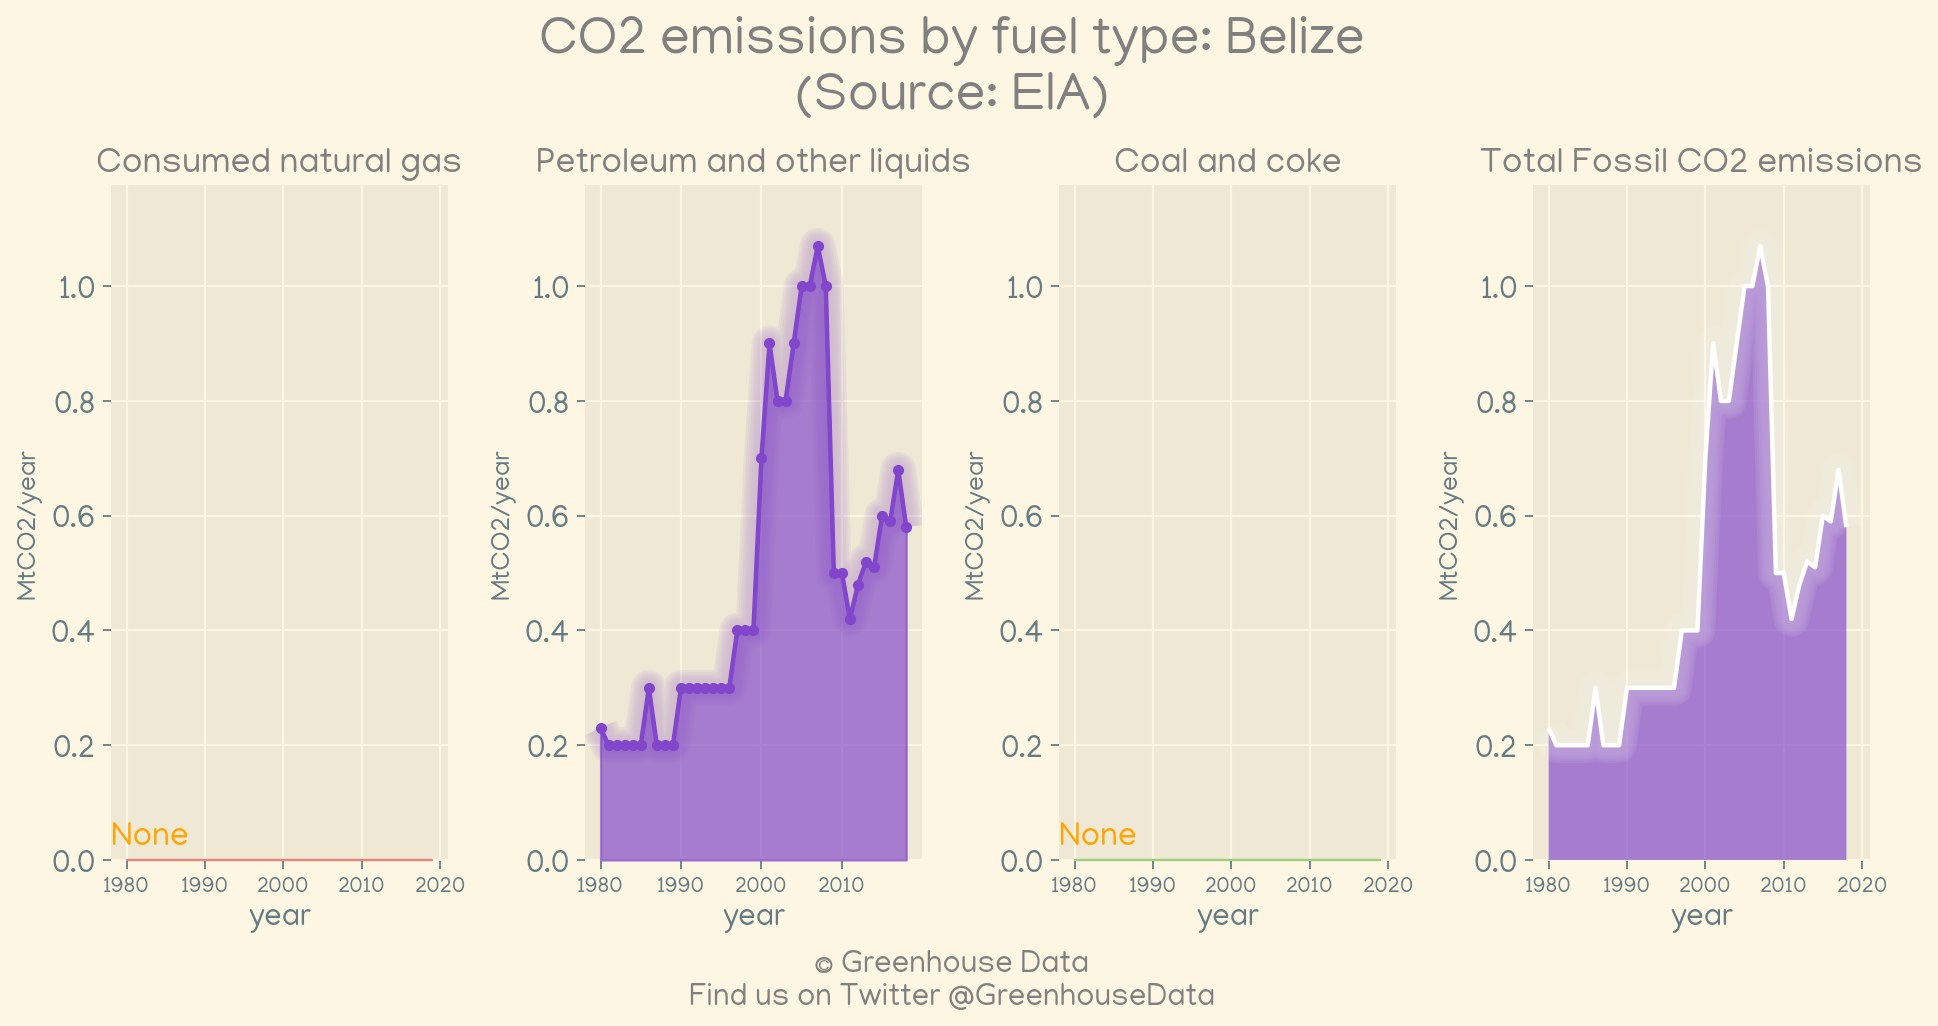 CO2 emissions by fuel type: Belize
(Source: EIA)
Consumed natural gas
MtCO2/year
1.0
0.8
0.6
0.4
0.2
0.0
None
1980 1990 2000 2010 2020
year
Petroleum and other liquids
MtCO2/year
1.0
0.8
0.6
0.4
0.2
0.0
1980 1990 2000 2010
year
Coal and coke
MtCO2/year
1.0
0.8
0.6
0.4
0.2
0.0
None
1980 1990 2000 2010 2020
year
Total Fossil CO2 emissions
MtCO2/year
1.0
0.8
0.6
0.4
0.2
0.0
1980 1990 2000 2010 2020
year
© Greenhouse Data
Find us on Twitter @GreenhouseData